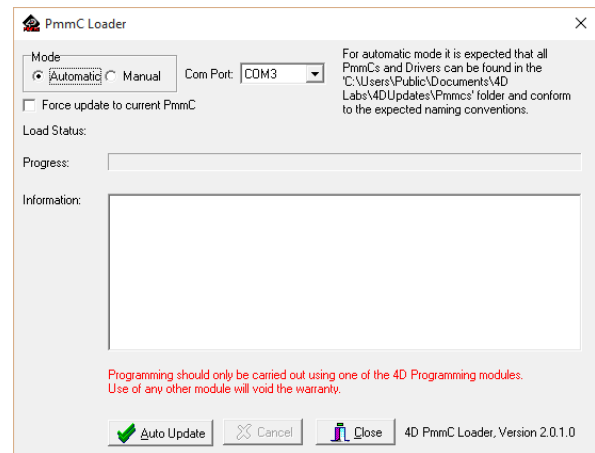 PmmC Loader
Mode
Automatic Manual
Com Port: COM3
For automatic mode it is expected that all
PmmCs and Drivers can be found in the
'C:\Users\Public\Documents\4D
Labs\4DUpdates\Pmmcs' folder and conform
to the expected naming conventions.
Force update to current PmmC
Load Status:
Progress:
Information:
Programming should only be carried out using one of the 4D Programming modules.
Use of any other module will void the warranty.
Auto Update Cancel Close 4D PmmC Loader, Version 2.0.1.0